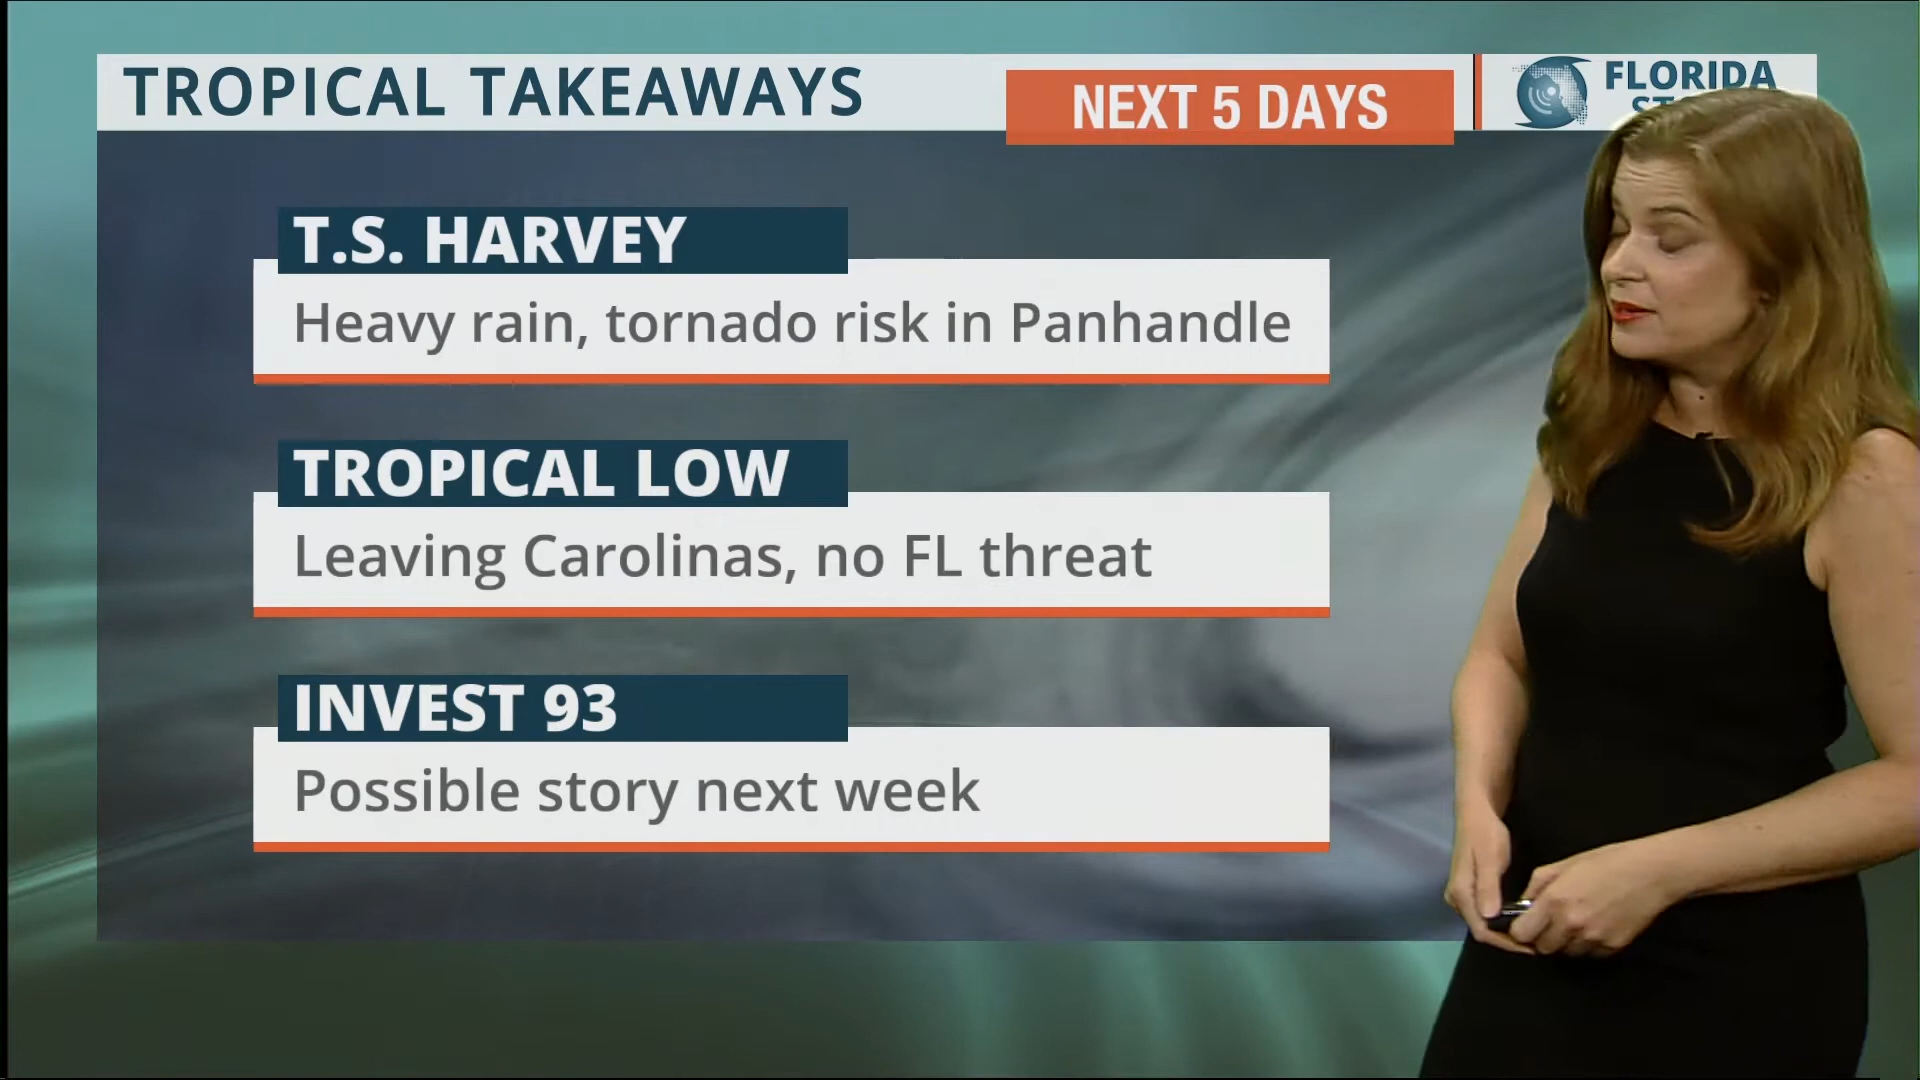 TROPICAL TAKEAWAYS
NEXT 5 DAYS
FLORIDA
T.S. HARVEY
Heavy rain, tornado risk in Panhandle
TROPICAL LOW
Leaving Carolinas, no FL threat
INVEST 93
Possible story next week